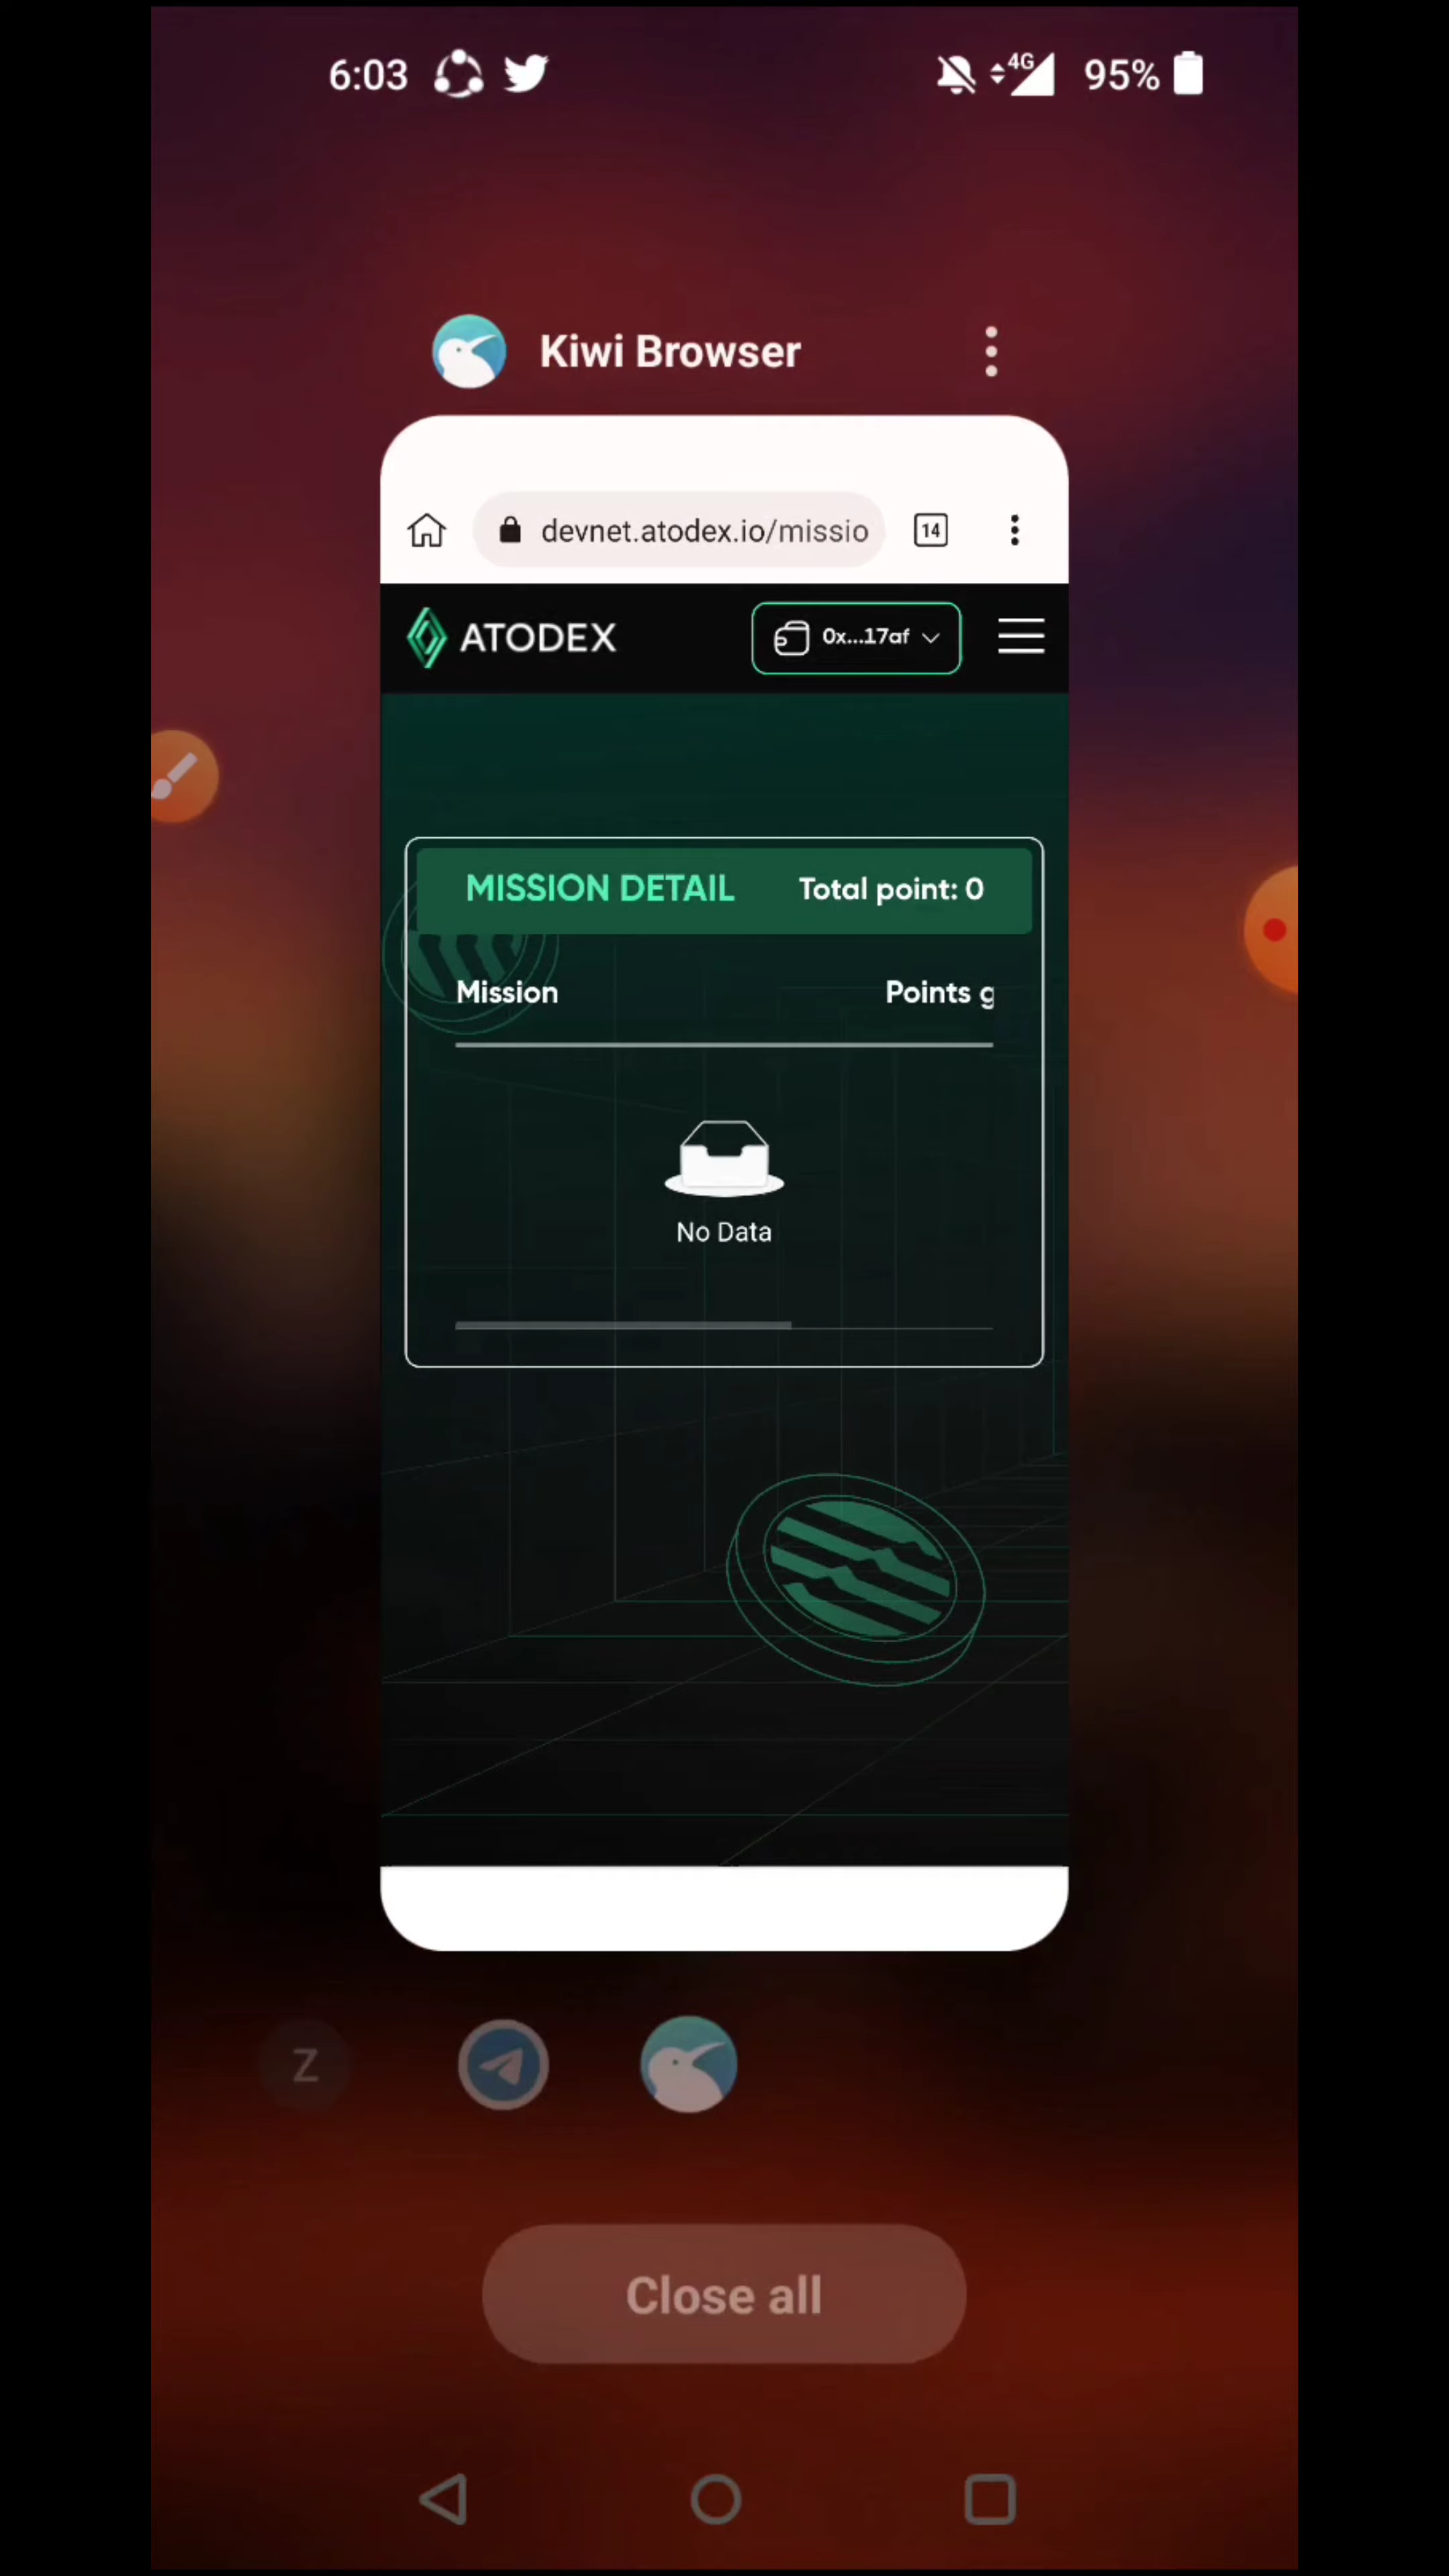 6:03 4G 95%
Kiwi Browser
devnet.atodex.io/missio 14
ATODEX 0x...17af
MISSION DETAIL Total point: 0
Mission Points g
No Data
Z
Close all